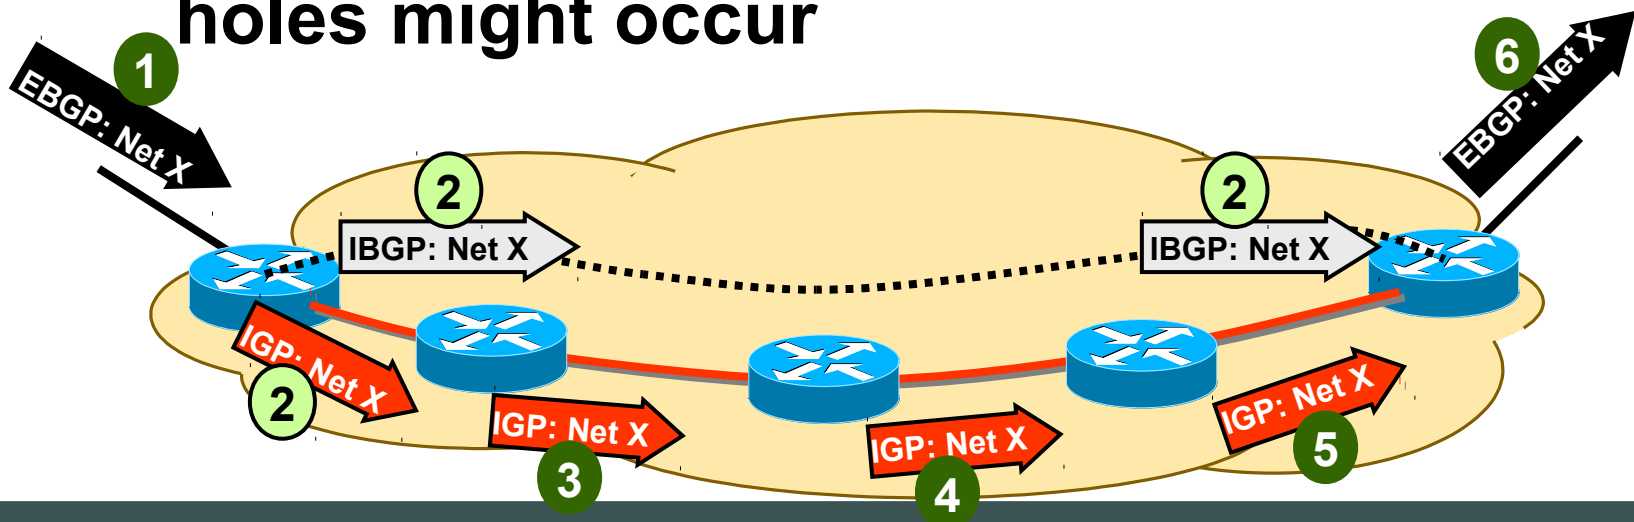 holes might occur
1
EBGP: Net X
6
EBGP: Net X
2
IBGP: Net X
2
IBGP: Net X
IGP: Net X
2
IGP: Net X
3
IGP: Net X
4
IGP: Net X
5